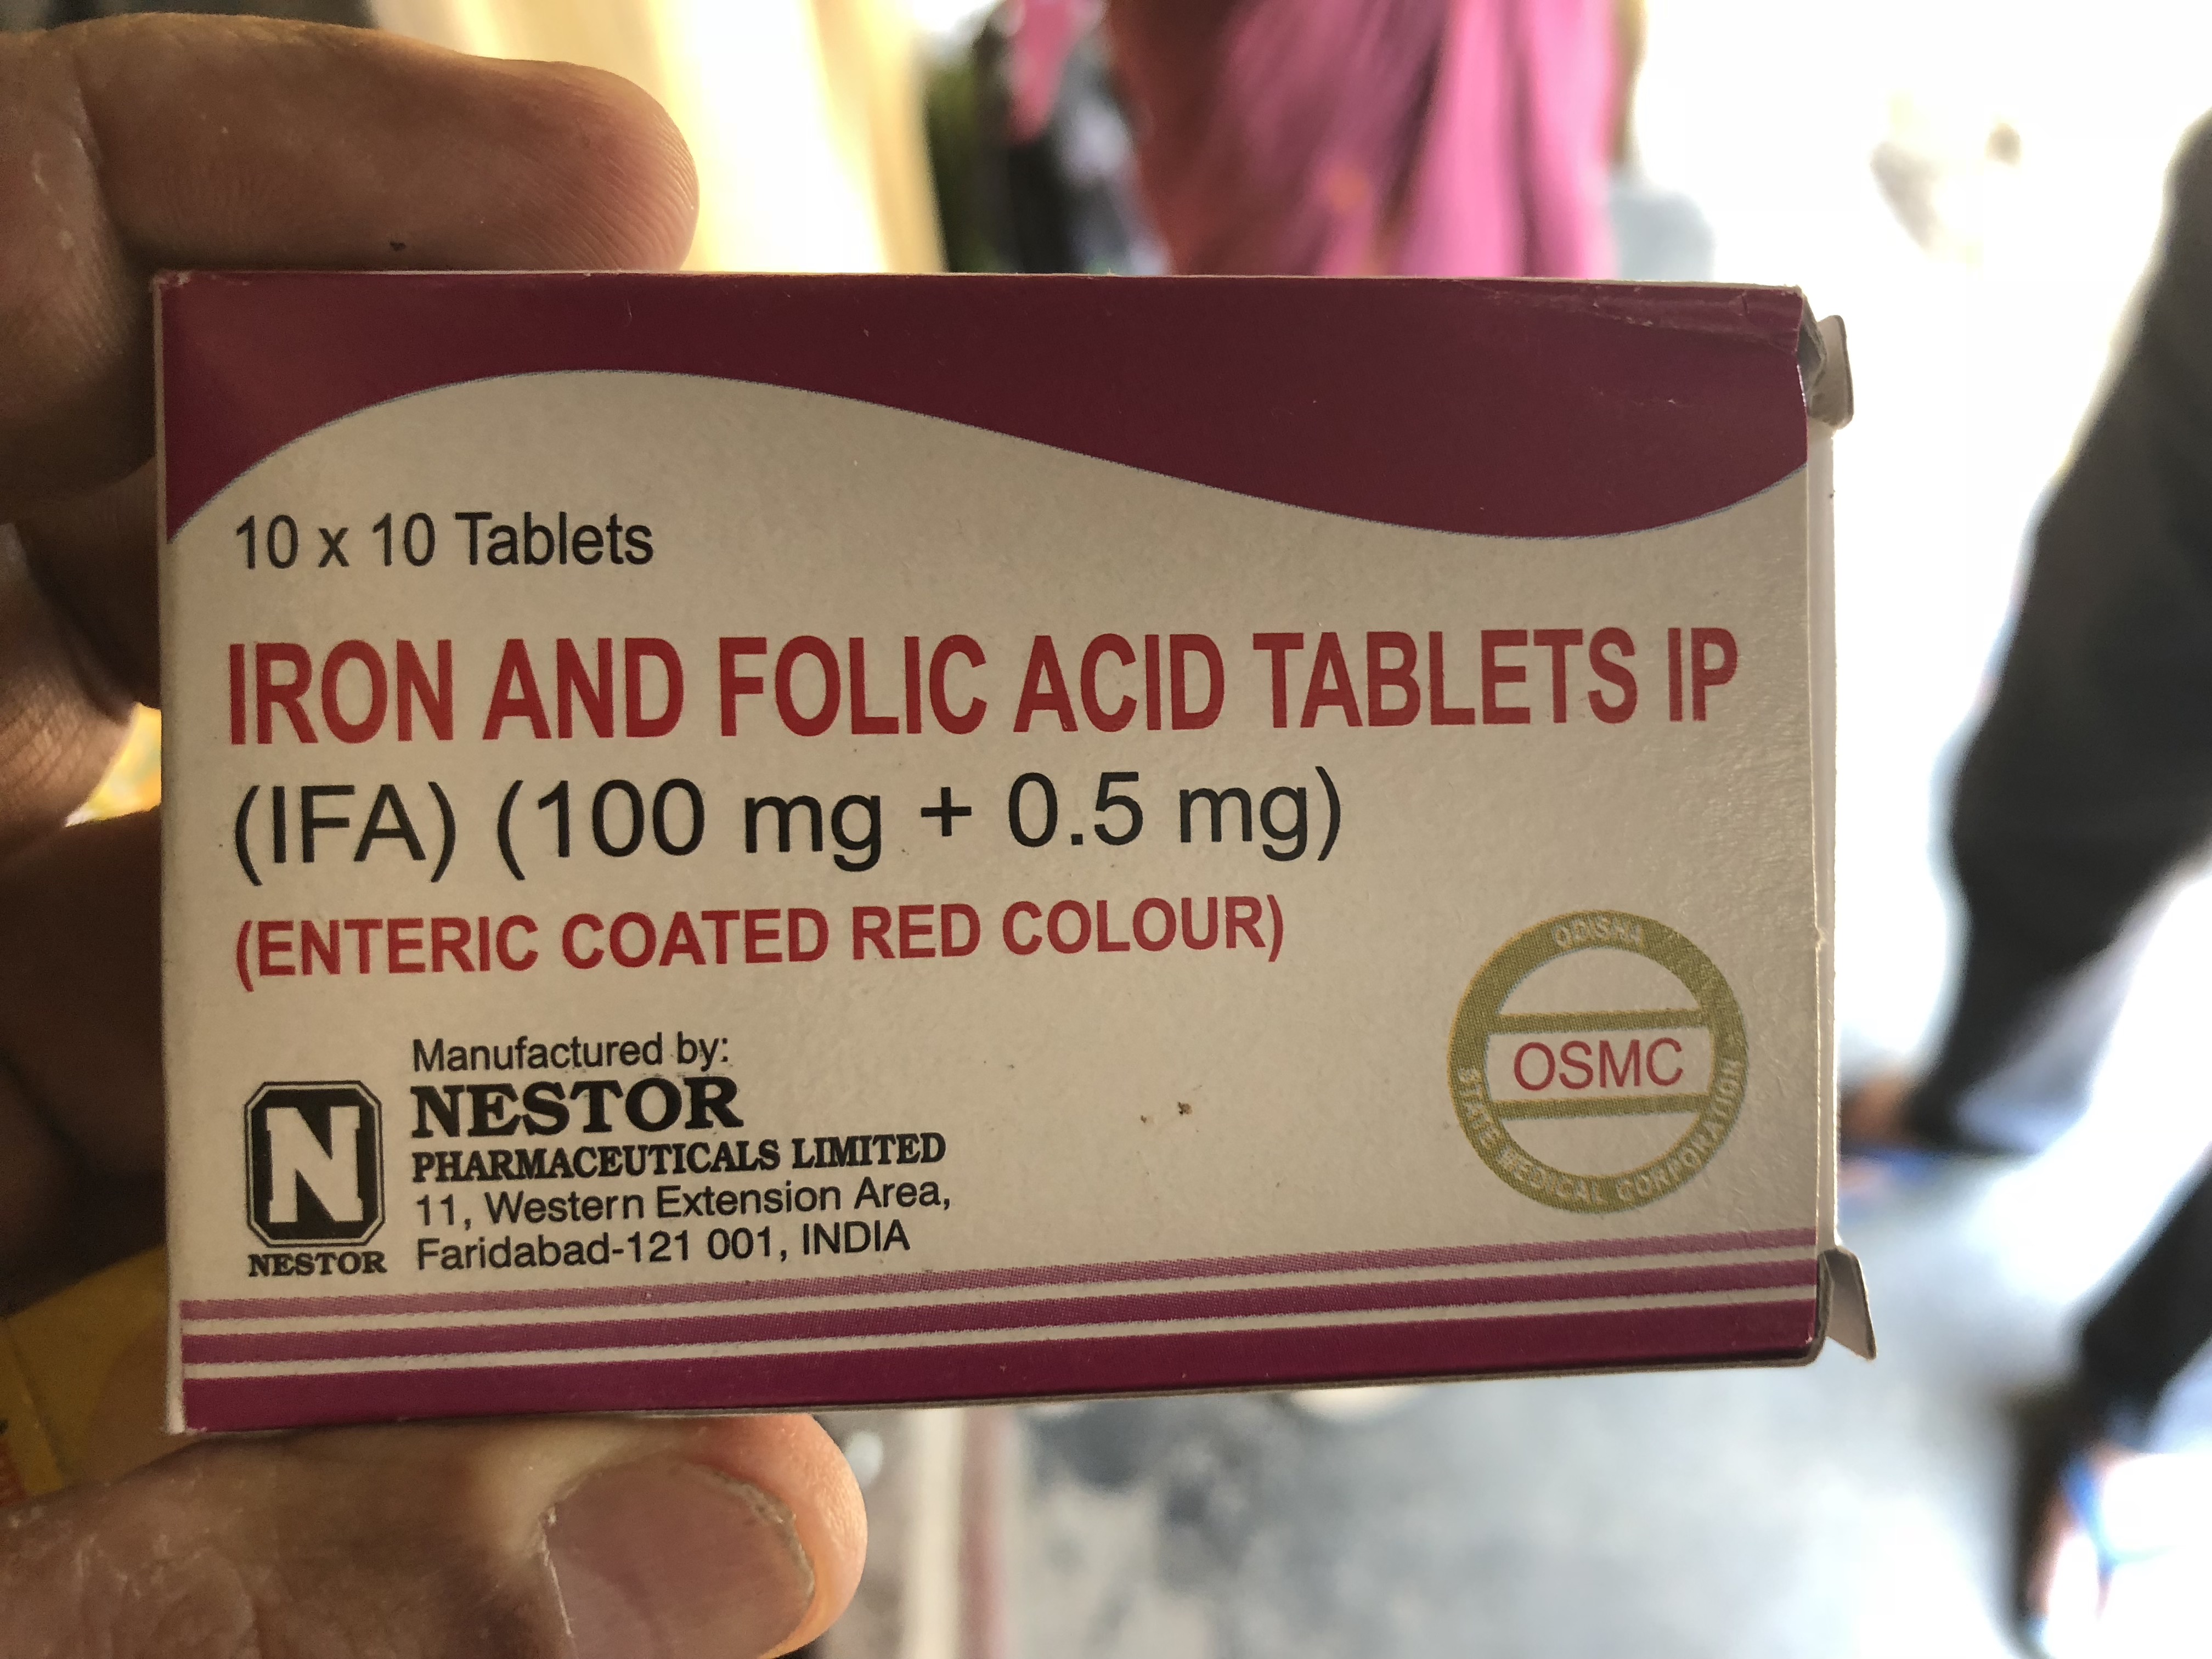 10 x 10 Tablets
IRON AND FOLIC ACID TABLETS IP
(IFA) (100 mg + 0.5 mg)
(ENTERIC COATED RED COLOUR)
Manufactured by:
NESTOR
PHARMACEUTICALS LIMITED
11, Western Extension Area,
Faridabad-121 001, INDIA
N
NESTOR
ODISHA
OSMC
STATE MEDICAL CORPORATION